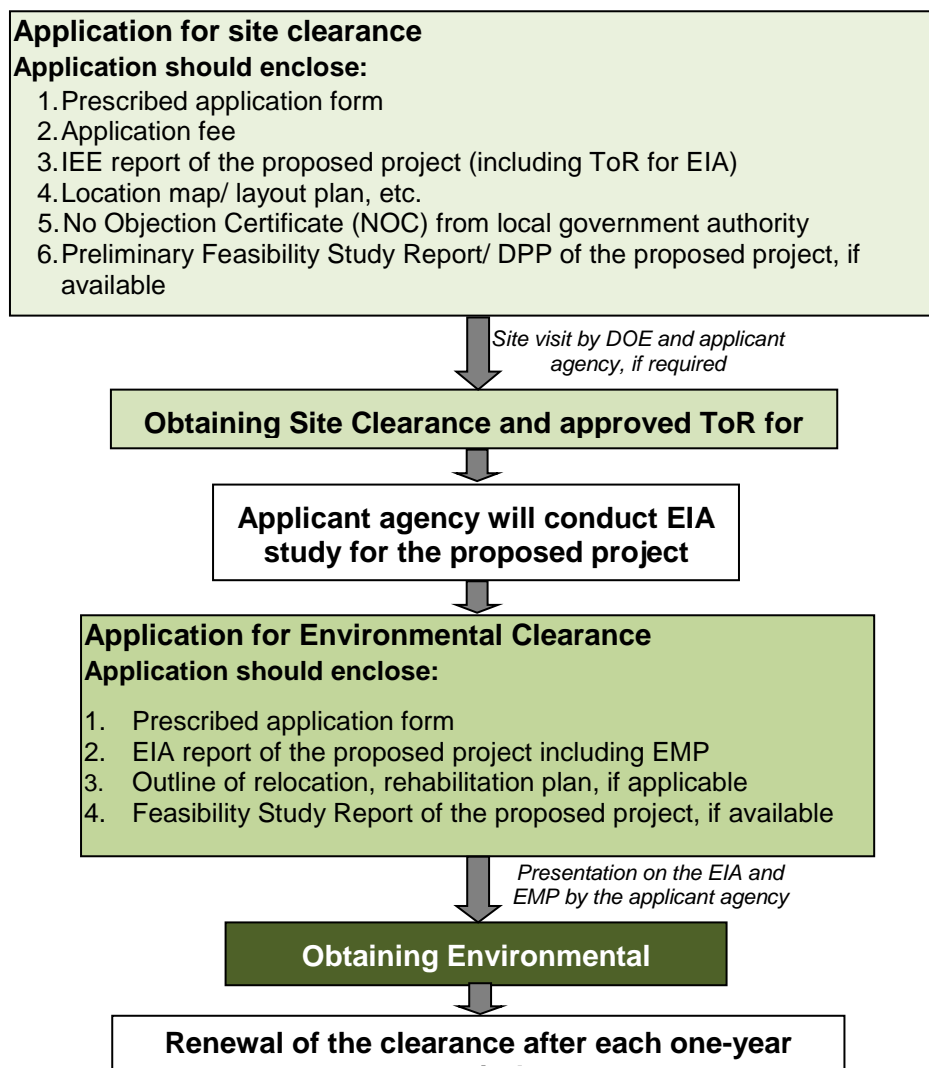 Application for site clearance
Application should enclose:
1. Prescribed application form
2. Application fee
3. IEE report of the proposed project (including ToR for EIA)
4. Location map/ layout plan, etc.
5. No Objection Certificate (NOC) from local government authority
6. Preliminary Feasibility Study Report/ DPP of the proposed project, if
available
Site visit by DOE and applicant
agency, if required
Obtaining Site Clearance and approved ToR for
Applicant agency will conduct EIA
study for the proposed project
Application for Environmental Clearance
Application should enclose:
1. Prescribed application form
2. EIA report of the proposed project including EMP
3. Outline of relocation, rehabilitation plan, if applicable
4. Feasibility Study Report of the proposed project, if available
Presentation on the EIA and
EMP by the applicant agency
Obtaining Environmental
Renewal of the clearance after each one-year